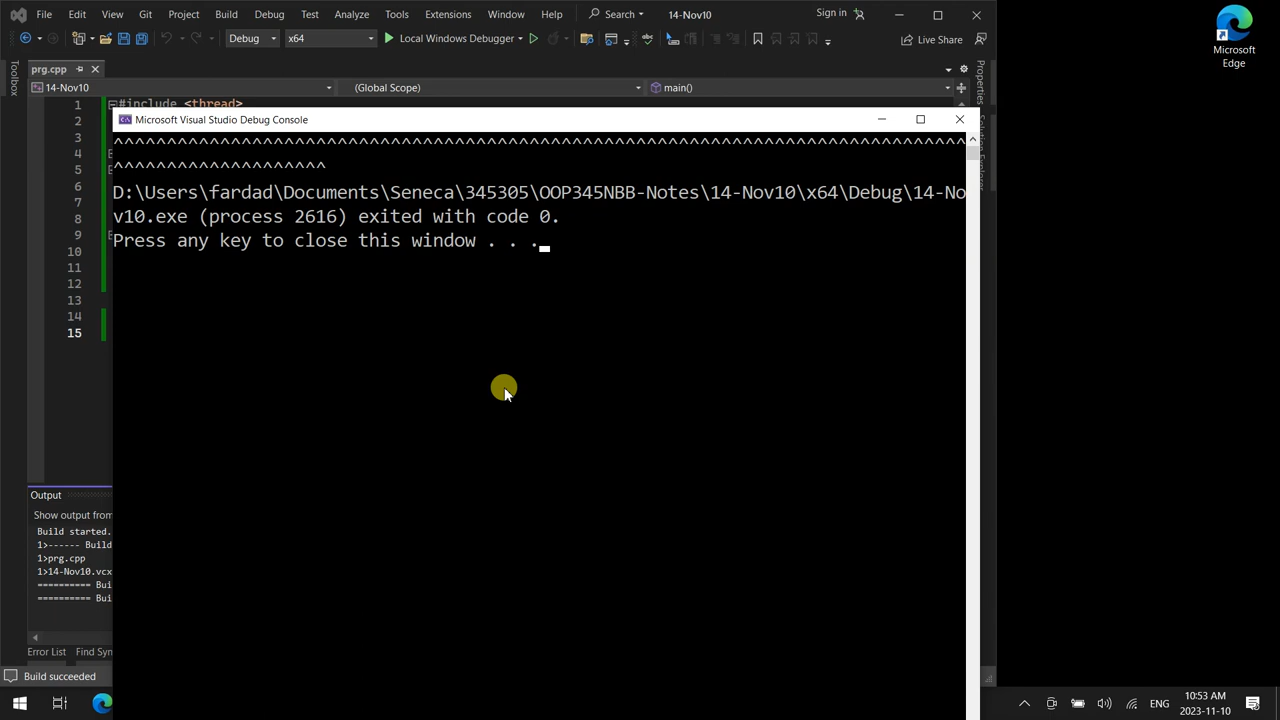 File Edit View Git Project Build Debug Test Analyze Tools Extensions Window Help Search 14-Nov10 Sign in
Debug x64 Local Windows Debugger Live Share
Toolbox
prg.cpp
14-Nov10 (Global Scope) main()
Properties
Solution Explorer
1 #include <thread>
2
3
4
5
6
7
8
9
10
11
12
13
14
15
Microsoft Visual Studio Debug Console
^^^^^^^^^^^^^^^^^^^^^^^^^^^^^^^^^^^^^^^^^^^^^^^^^^^^^^^^^^^^^^^^^^^^^^^^^^^^^^^^
^^^^^^^^^^^^^^^^^^^^
D:\Users\fardad\Documents\Seneca\345305\OOP345NBB-Notes\14-Nov10\x64\Debug\14-No
v10.exe (process 2616) exited with code 0.
Press any key to close this window . . .
Output
Show output from
Build started.
1>------ Build
1>prg.cpp
1>14-Nov10.vcx
========== Bui
========== Bui
Error List Find Sym
Build succeeded
Microsoft
Edge
ENG
10:53 AM
2023-11-10